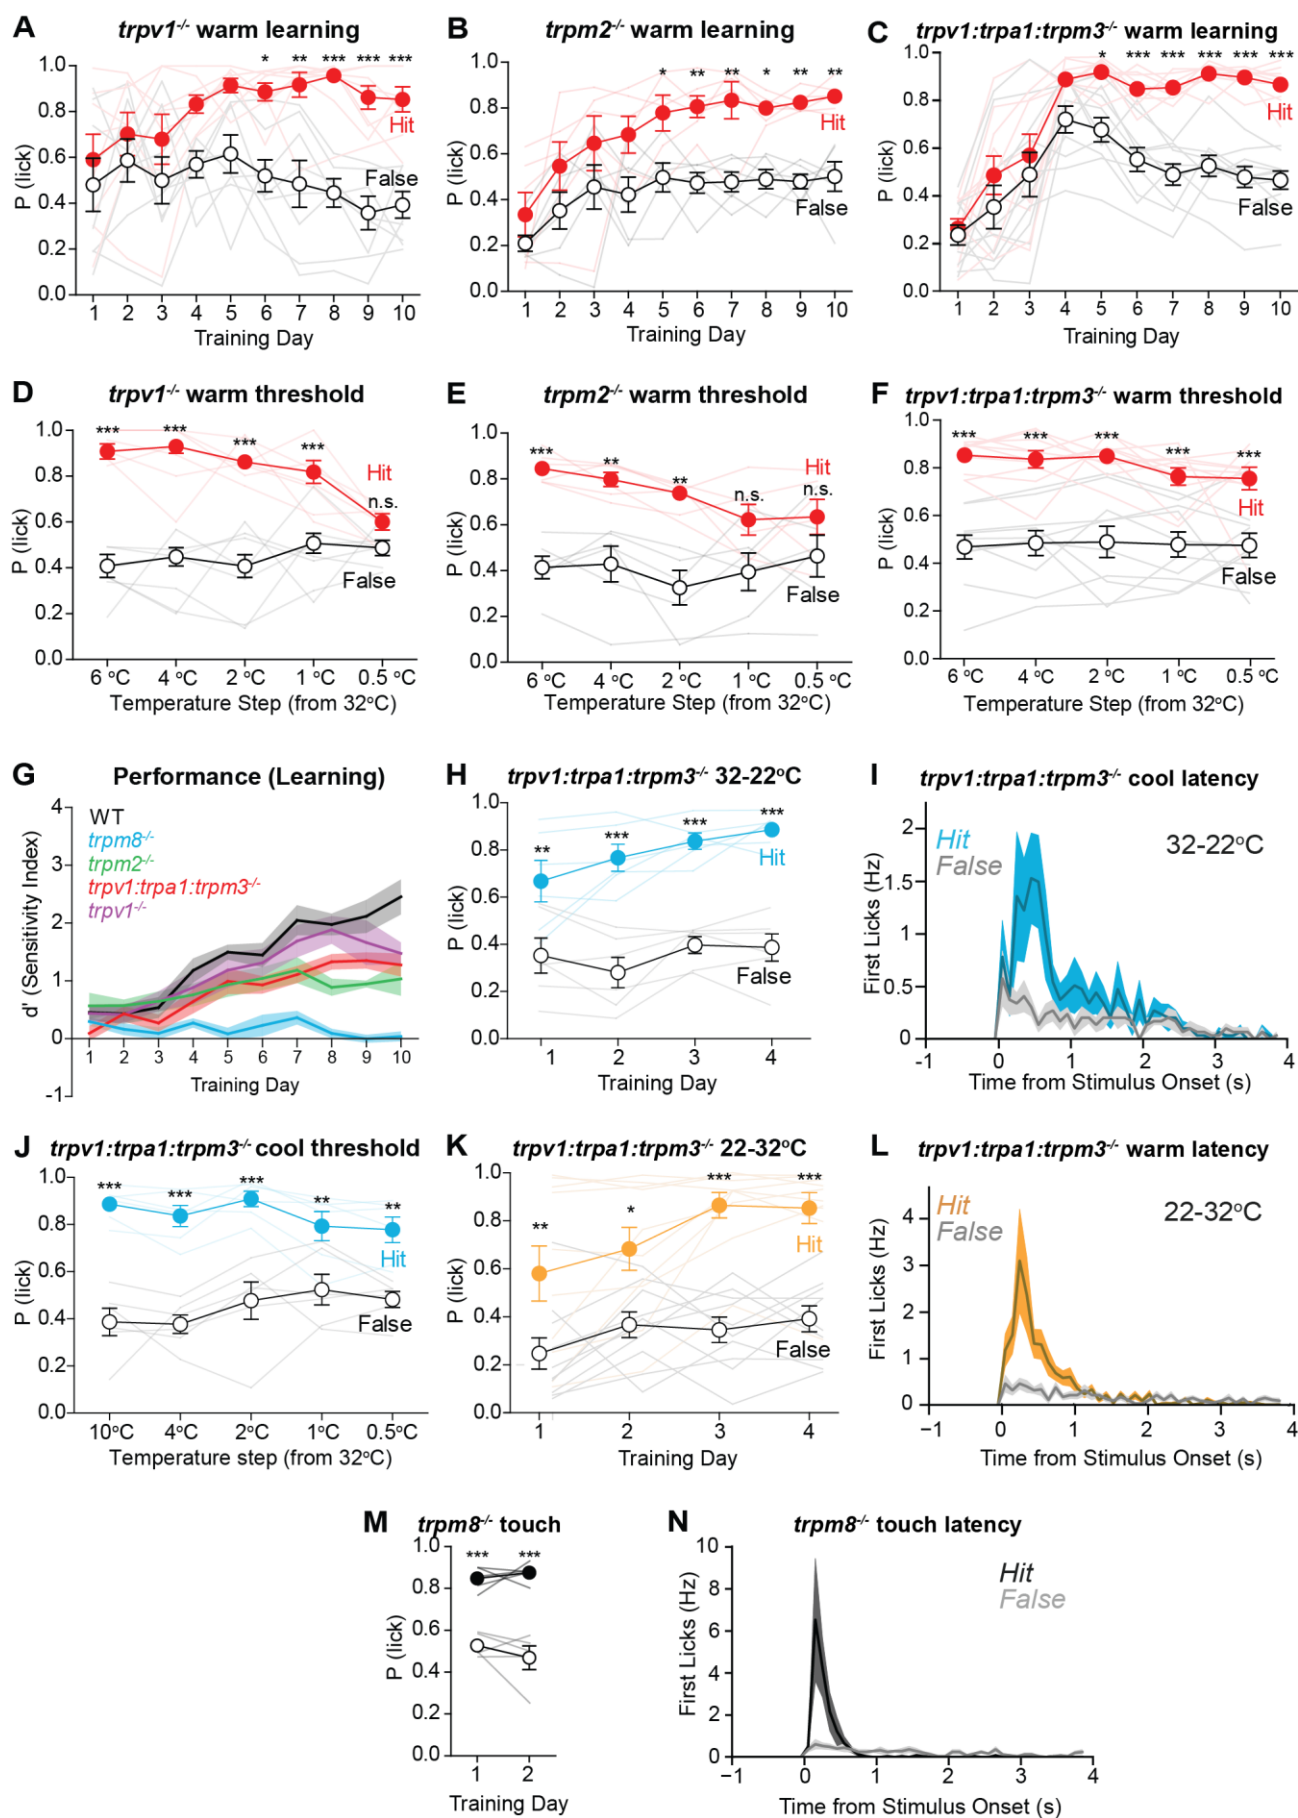 A trpv1-/- warm learning
* ** *** *** ***
1.0
0.8
0.6
0.4
0.2
0.0
P (lick)
Hit
False
1 2 3 4 5 6 7 8 9 10
Training Day
B trpm2-/- warm learning
* ** ** * ** **
1.0
0.8
0.6
0.4
0.2
0.0
P (lick)
Hit
False
1 2 3 4 5 6 7 8 9 10
Training Day
C trpv1:trpa1:trpm3-/- warm learning
* *** *** *** *** ***
1.0
0.8
0.6
0.4
0.2
0.0
P (lick)
Hit
False
1 2 3 4 5 6 7 8 9 10
Training Day
D trpv1-/- warm threshold
*** *** *** *** n.s.
1.0
0.8
0.6
0.4
0.2
0.0
P (lick)
Hit
False
6 °C 4 °C 2°C 1°C 0.5 °C
Temperature Step (from 32°C)
E trpm2-/- warm threshold
*** ** ** n.s. n.s.
1.0
0.8
0.6
0.4
0.2
0.0
P (lick)
Hit
False
6 °C 4°C 2°C 1°C 0.5 °C
Temperature Step (from 32°C)
F trpv1:trpa1:trpm3-/- warm threshold
*** *** *** *** ***
1.0
0.8
0.6
0.4
0.2
0.0
P (lick)
Hit
False
6 °C 4°C 2°C 1°C 0.5 °C
Temperature Step (from 32°C)
G Performance (Learning)
4
3
2
1
0
-1
d' (Sensitivity Index)
WT
trpm8-/-
trpm2-/-
trpv1:trpa1:trpm3-/-
trpv1-/-
1 2 3 4 5 6 7 8 9 10
Training Day
H trpv1:trpa1:trpm3-/- 32-22°C
** *** *** ***
1.0
0.8
0.6
0.4
0.2
0.0
P (lick)
Hit
False
1 2 3 4
Training Day
I trpv1:trpa1:trpm3-/- cool latency
Hit
False
32-22°C
2
1.5
1
0.5
0
First Licks (Hz)
-1 0 1 2 3 4
Time from Stimulus Onset (s)
J trpv1:trpa1:trpm3-/- cool threshold
*** *** *** ** **
1.0
0.8
0.6
0.4
0.2
0.0
P (lick)
Hit
False
10°C 4°C 2°C 1°C 0.5°C
Temperature step (from 32°C)
K trpv1:trpa1:trpm3-/- 22-32°C
** * *** ***
1.0
0.8
0.6
0.4
0.2
0.0
P (lick)
Hit
False
1 2 3 4
Training Day
L trpv1:trpa1:trpm3-/- warm latency
Hit
False
22-32°C
4
3
2
1
0
First Licks (Hz)
−1 0 1 2 3 4
Time from Stimulus Onset (s)
M trpm8-/- touch
*** ***
1.0
0.8
0.6
0.4
0.2
0.0
P (lick)
1 2
Training Day
N trpm8-/- touch latency
Hit
False
10
8
6
4
2
0
First Licks (Hz)
−1 0 1 2 3 4
Time from Stimulus Onset (s)